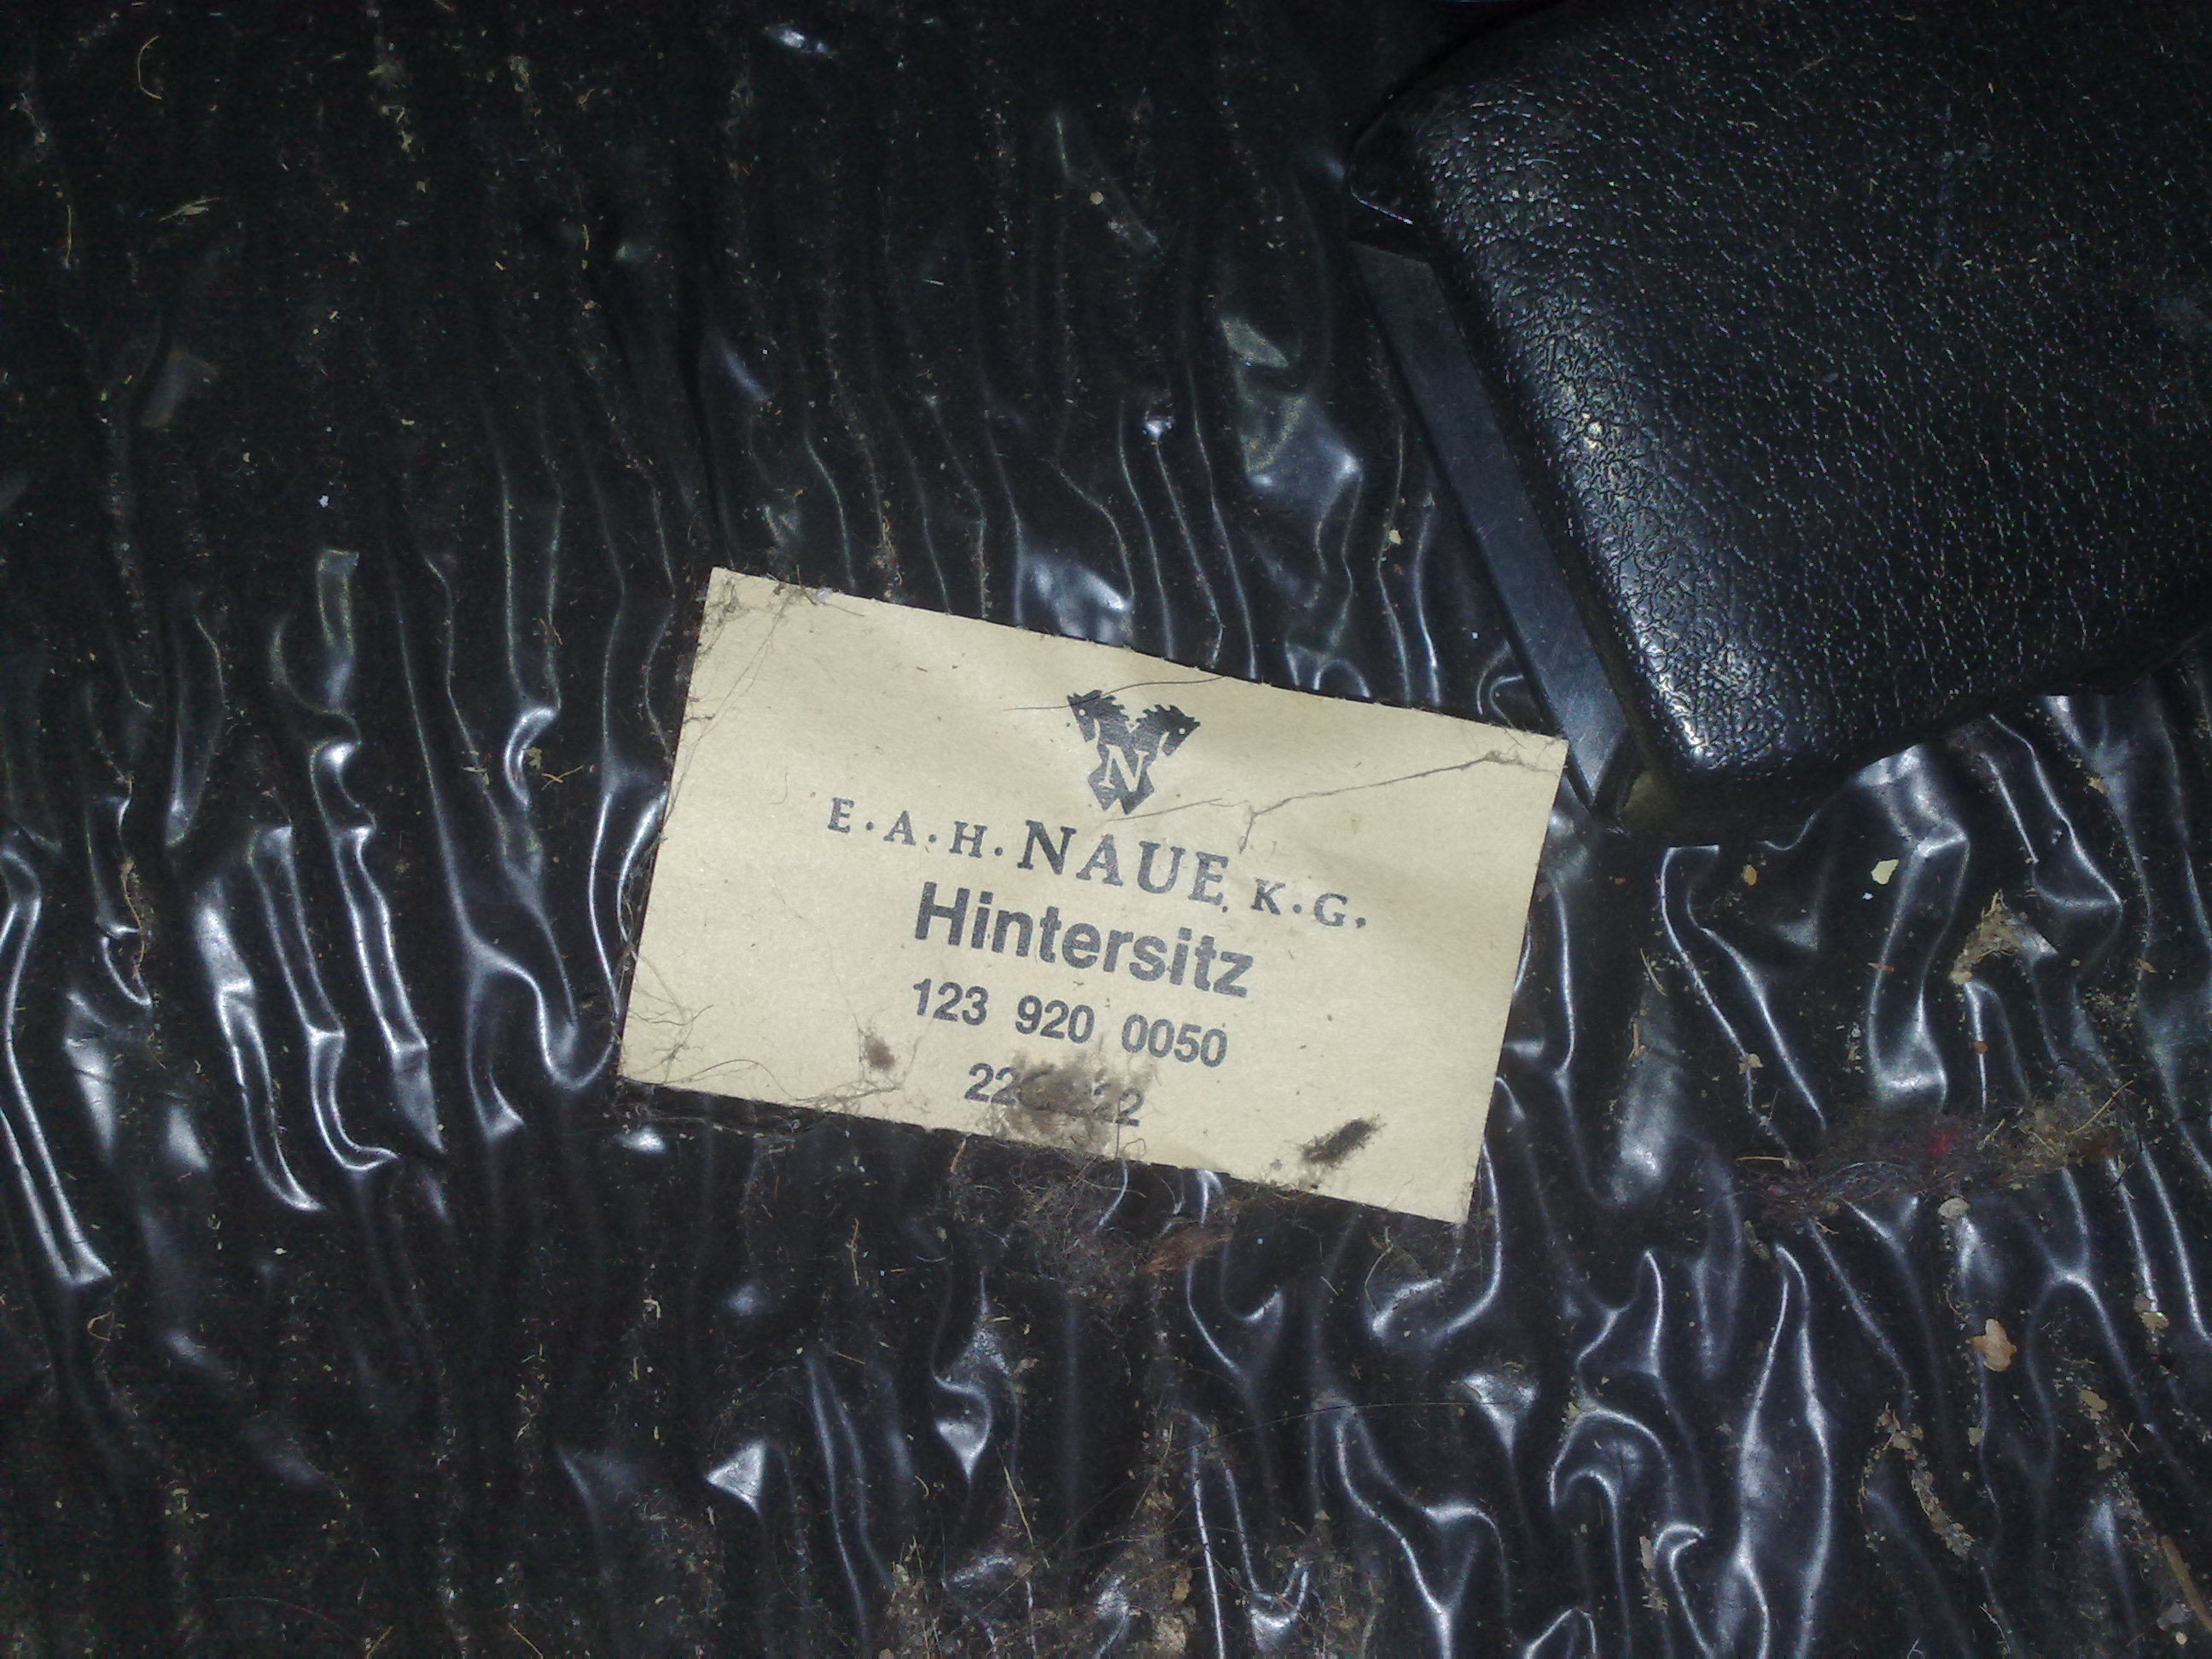 N
E. A. H. NAUE K. G.
Hintersitz
123 920 0050